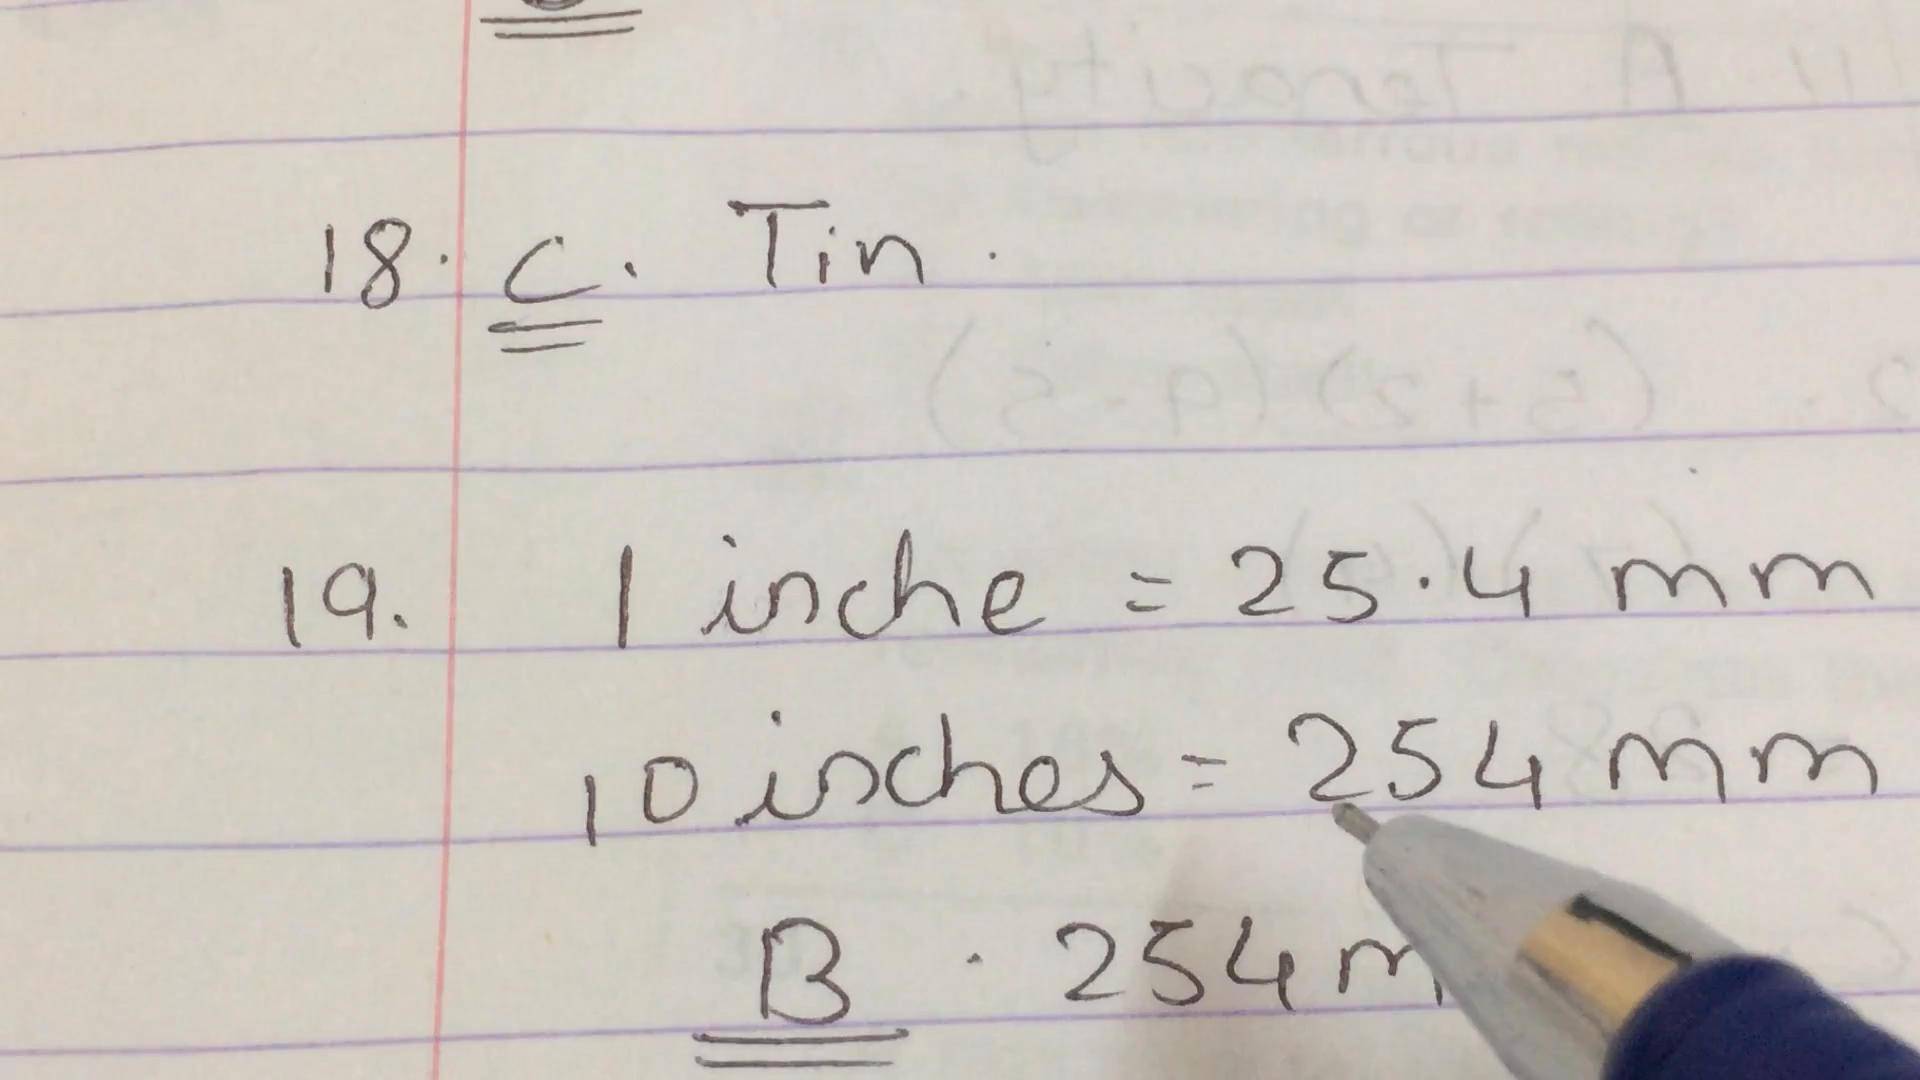 18. C. Tin.
19. 1 inche = 25.4 mm
10 inches = 254 mm
B. 254 m